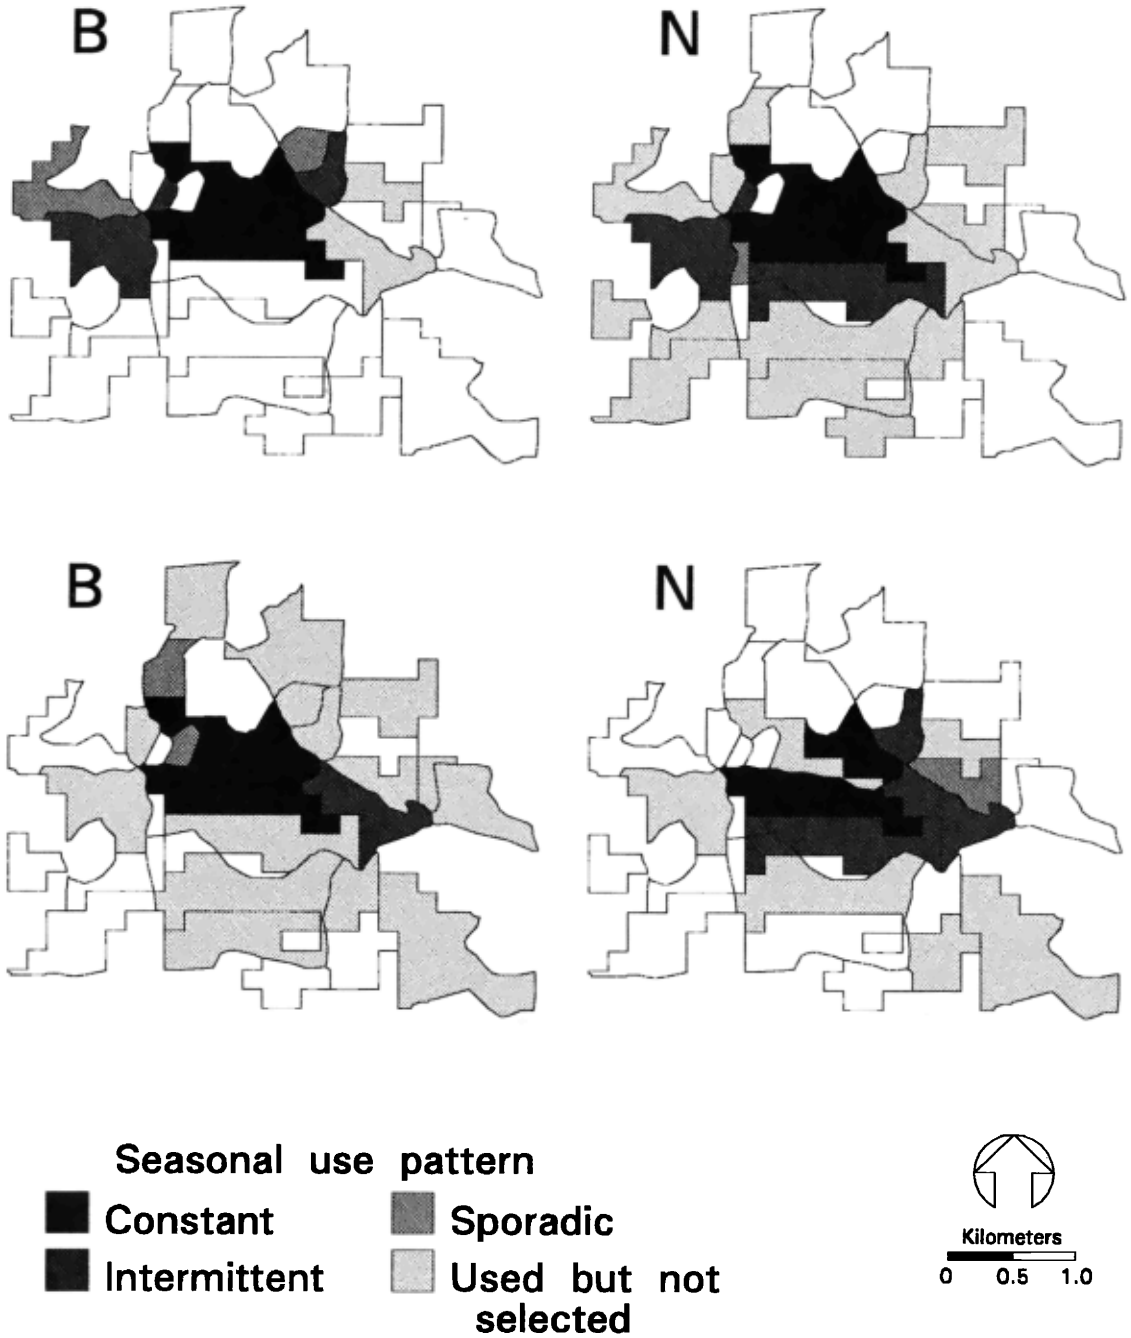 B N
B N
Seasonal use pattern
Constant Sporadic
Intermittent Used but not
selected
Kilometers
0 0.5 1.0